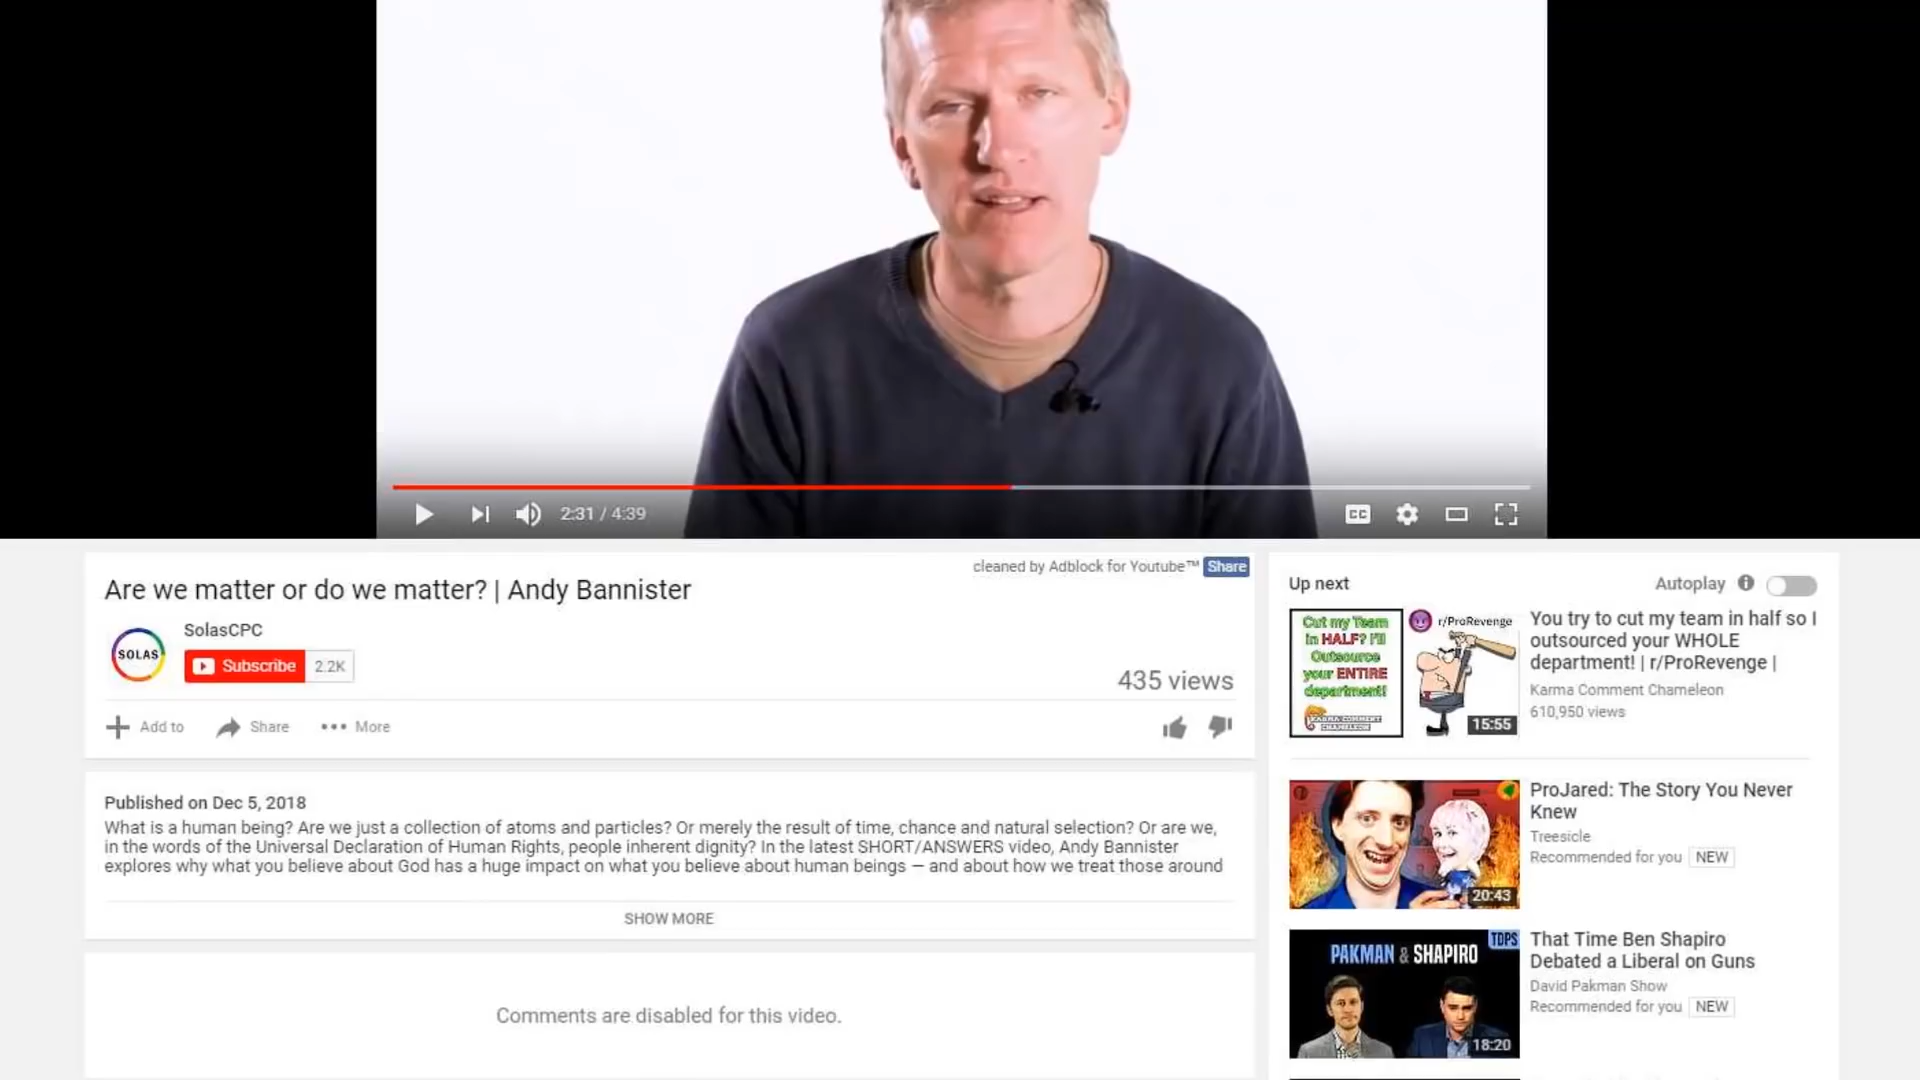 2:31 / 4:39
CC
cleaned by Adblock for Youtube™ Share
Are we matter or do we matter? | Andy Bannister
SOLAS
SolasCPC
Subscribe 2.2K
435 views
Add to
Share
More
Published on Dec 5, 2018
What is a human being? Are we just a collection of atoms and particles? Or merely the result of time, chance and natural selection? Or are we,
in the words of the Universal Declaration of Human Rights, people inherent dignity? In the latest SHORT/ANSWERS video, Andy Bannister
explores why what you believe about God has a huge impact on what you believe about human beings — and about how we treat those around
SHOW MORE
Comments are disabled for this video.
Up next
Autoplay
Cut my Team
in HALF? I'll
Outsource
your ENTIRE
department!
KARMA COMMENT
CHAMELEON
r/ProRevenge
15:55
You try to cut my team in half so I
outsourced your WHOLE
department! | r/ProRevenge |
Karma Comment Chameleon
610,950 views
20:43
ProJared: The Story You Never
Knew
Treesicle
Recommended for you NEW
PAKMAN & SHAPIRO
TDPS
18:20
That Time Ben Shapiro
Debated a Liberal on Guns
David Pakman Show
Recommended for you NEW